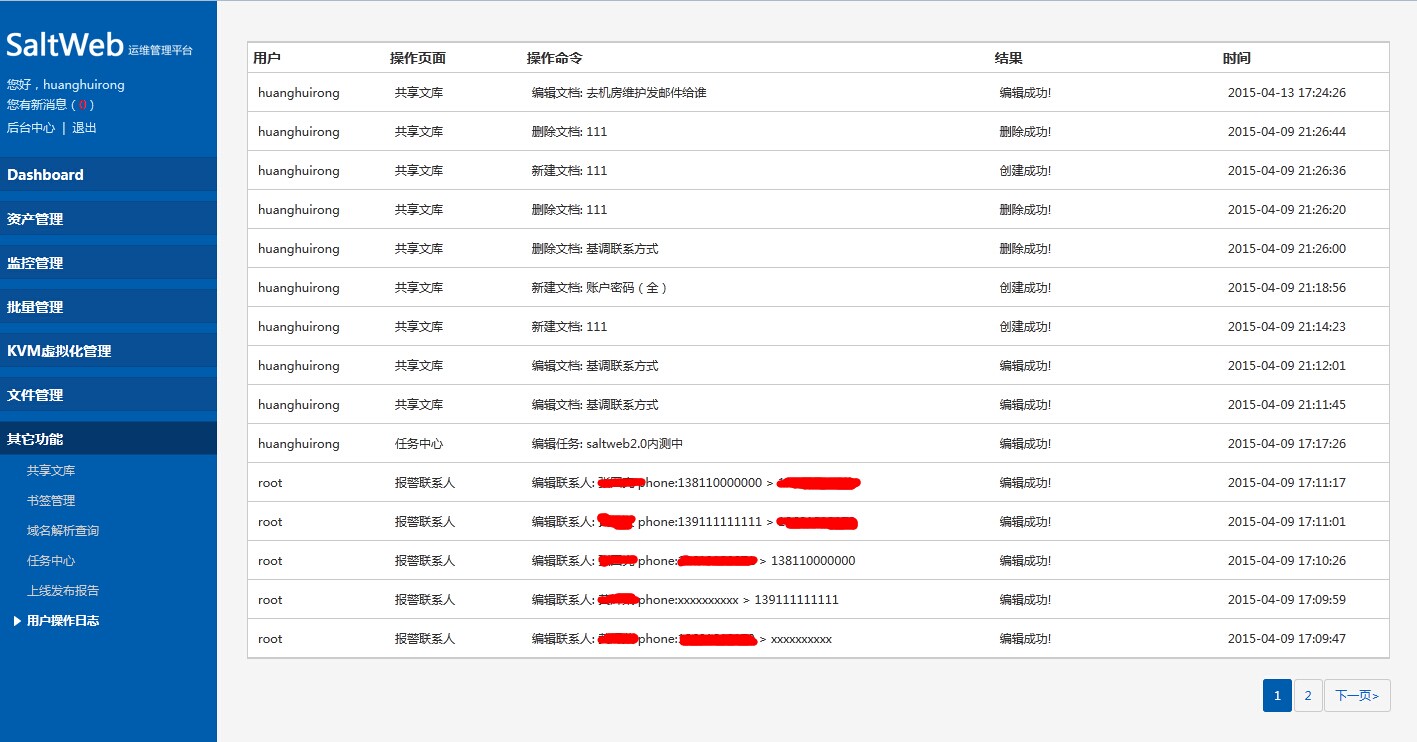 SaltWeb 运维管理平台
您好，huanghuirong
您有新消息 ( 0 )
后台中心 | 退出
Dashboard
资产管理
监控管理
批量管理
KVM虚拟化管理
文件管理
其它功能
共享文库
书签管理
域名解析查询
任务中心
上线发布报告
用户操作日志
用户 操作页面 操作命令 结果 时间
huanghuirong 共享文库 编辑文档: 去机房维护发邮件给谁 编辑成功! 2015-04-13 17:24:26
huanghuirong 共享文库 删除文档: 111 删除成功! 2015-04-09 21:26:44
huanghuirong 共享文库 新建文档: 111 创建成功! 2015-04-09 21:26:36
huanghuirong 共享文库 删除文档: 111 删除成功! 2015-04-09 21:26:20
huanghuirong 共享文库 删除文档: 基调联系方式 删除成功! 2015-04-09 21:26:00
huanghuirong 共享文库 新建文档: 账户密码（全） 创建成功! 2015-04-09 21:18:56
huanghuirong 共享文库 新建文档: 111 创建成功! 2015-04-09 21:14:23
huanghuirong 共享文库 编辑文档: 基调联系方式 编辑成功! 2015-04-09 21:12:01
huanghuirong 共享文库 编辑文档: 基调联系方式 编辑成功! 2015-04-09 21:11:45
huanghuirong 任务中心 编辑任务: saltweb2.0内测中 编辑成功! 2015-04-09 17:17:26
root 报警联系人 编辑联系人: phone:138110000000 > 编辑成功! 2015-04-09 17:11:17
root 报警联系人 编辑联系人: phone:139111111111 > 编辑成功! 2015-04-09 17:11:01
root 报警联系人 编辑联系人: phone: > 138110000000 编辑成功! 2015-04-09 17:10:26
root 报警联系人 编辑联系人: phone:xxxxxxxxxx > 139111111111 编辑成功! 2015-04-09 17:09:59
root 报警联系人 编辑联系人: phone: > xxxxxxxxxx 编辑成功! 2015-04-09 17:09:47
1 2 下一页>